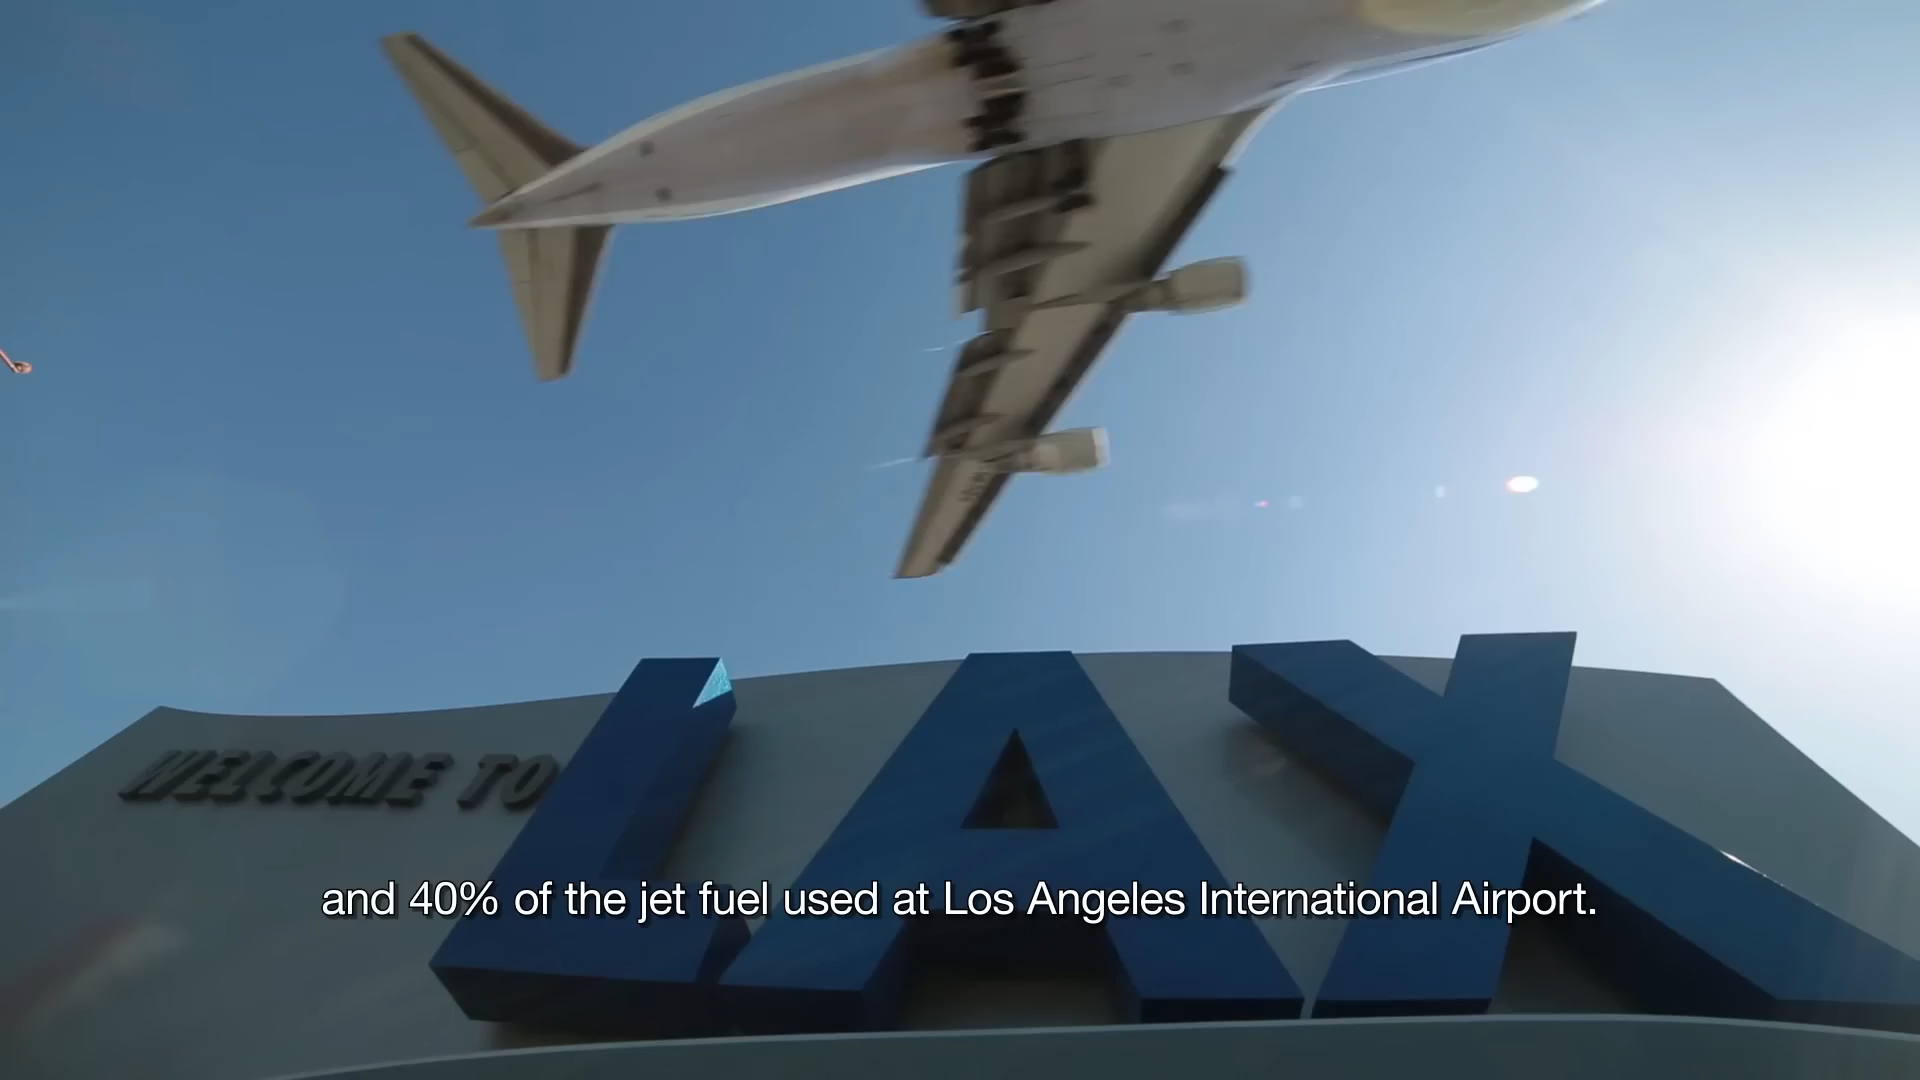 WELCOME TO
LAX
and 40% of the jet fuel used at Los Angeles International Airport.